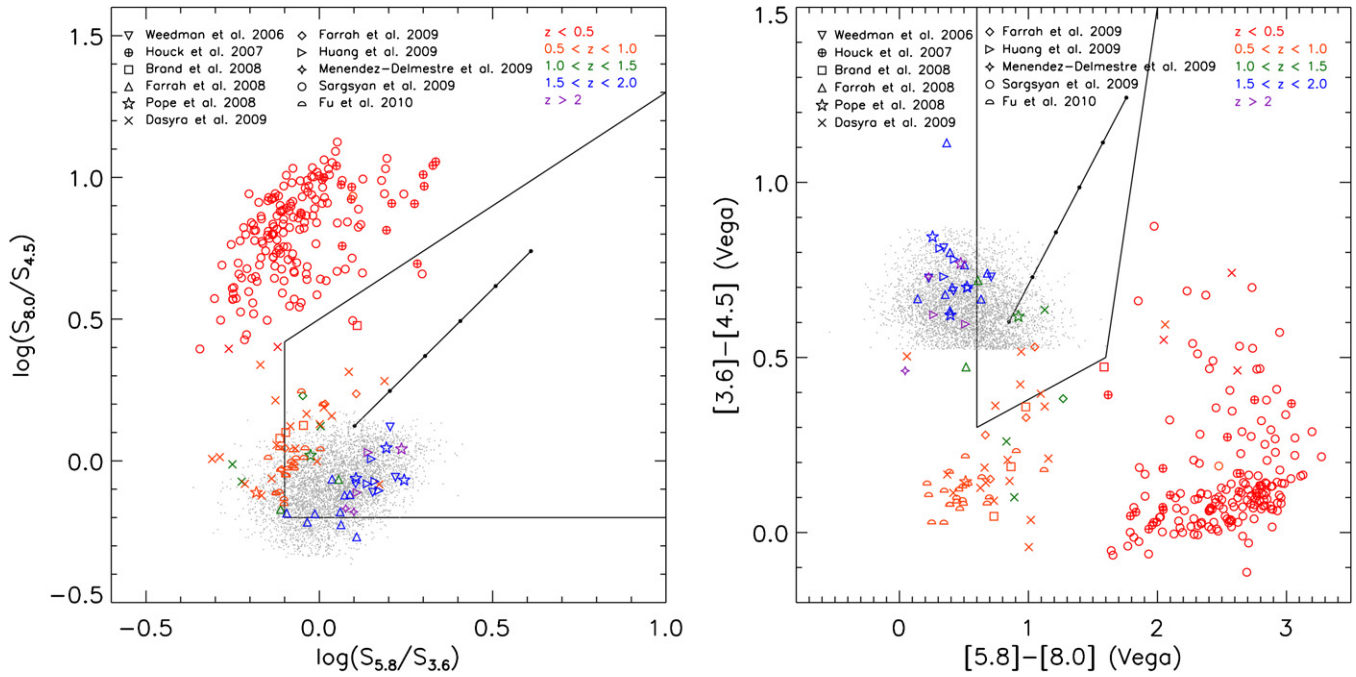 1.5
1.0
0.5
0.0
−0.5
log(S8.0/S4.5)
Weedman et al. 2006
Houck et al. 2007
Brand et al. 2008
Farrah et al. 2008
Pope et al. 2008
Dasyra et al. 2009
Farrah et al. 2009
Huang et al. 2009
Menendez−Delmestre et al. 2009
Sargsyan et al. 2009
Fu et al. 2010
z < 0.5
0.5 < z < 1.0
1.0 < z < 1.5
1.5 < z < 2.0
z > 2
−0.5 0.0 0.5 1.0
log(S5.8/S3.6)
1.5
1.0
0.5
0.0
[3.6]−[4.5] (Vega)
Weedman et al. 2006
Houck et al. 2007
Brand et al. 2008
Farrah et al. 2008
Pope et al. 2008
Dasyra et al. 2009
Farrah et al. 2009
Huang et al. 2009
Menendez−Delmestre et al. 2009
Sargsyan et al. 2009
Fu et al. 2010
z < 0.5
0.5 < z < 1.0
1.0 < z < 1.5
1.5 < z < 2.0
z > 2
0 1 2 3
[5.8]−[8.0] (Vega)